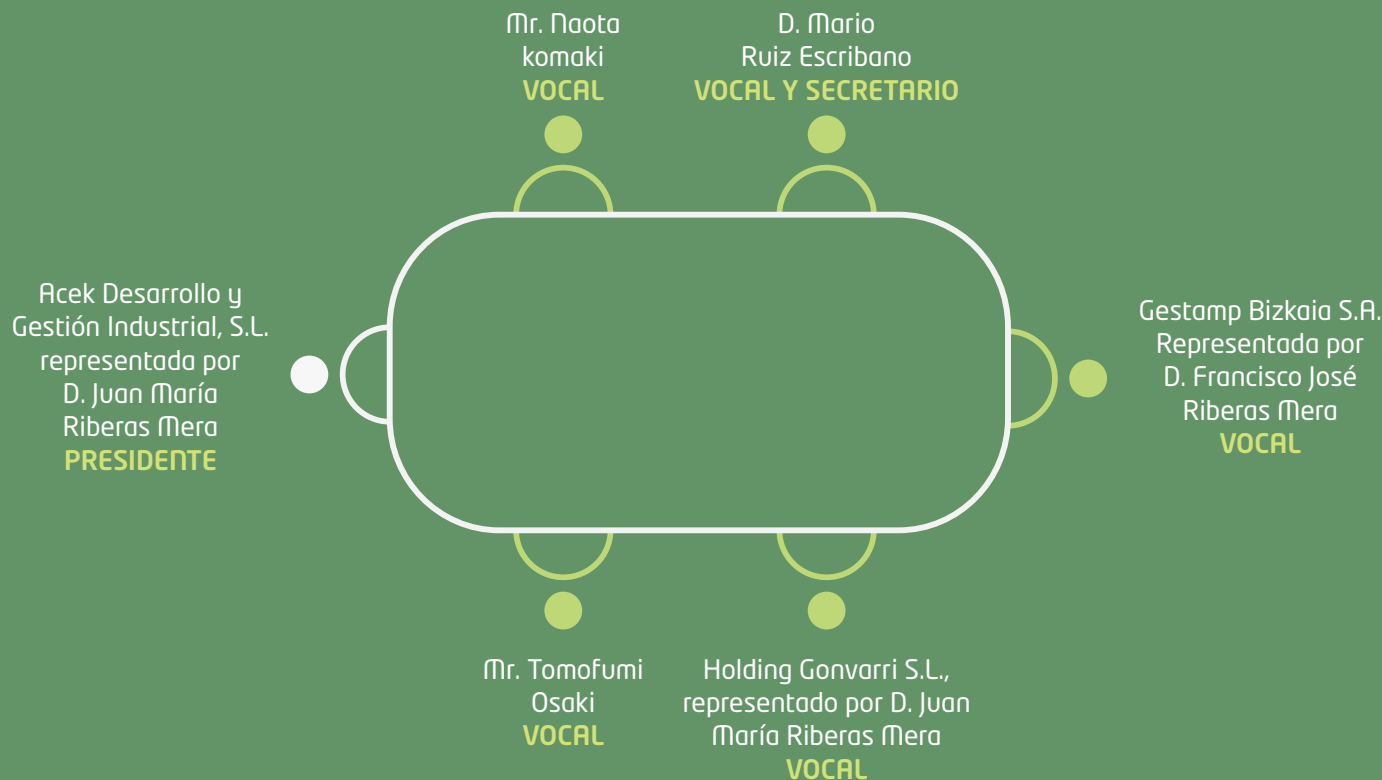 Mr. Naota
komaki
VOCAL
D. Mario
Ruiz Escribano
VOCAL Y SECRETARIO
Acek Desarrollo y
Gestión Industrial, S.L.
representada por
D. Juan María
Riberas Mera
PRESIDENTE
Gestamp Bizkaia S.A.
Representada por
D. Francisco José
Riberas Mera
VOCAL
Mr. Tomofumi
Osaki
VOCAL
Holding Gonvarri S.L.,
representado por D. Juan
María Riberas Mera
VOCAL